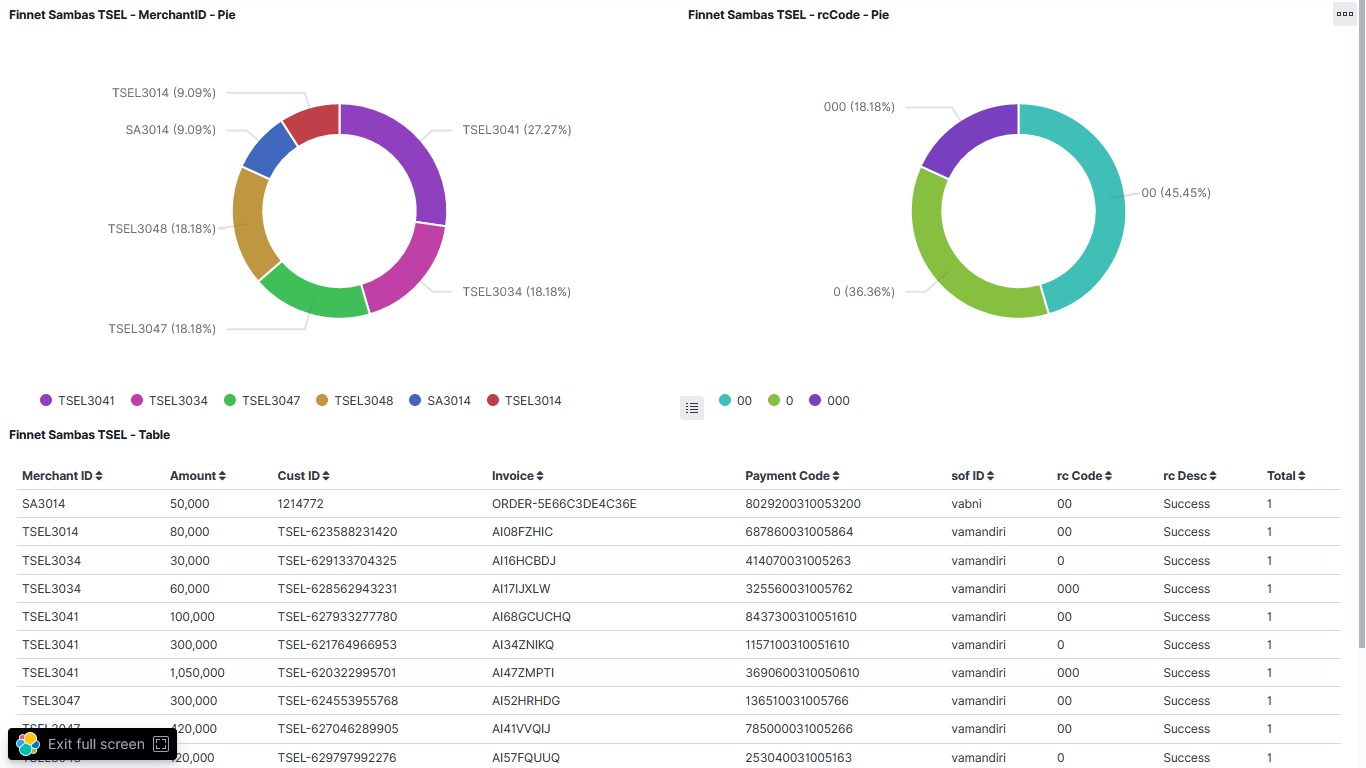 Finnet Sambas TSEL - MerchantID - Pie
TSEL3014 (9.09%)
SA3014 (9.09%)
TSEL3041 (27.27%)
TSEL3048 (18.18%)
TSEL3034 (18.18%)
TSEL3047 (18.18%)
TSEL3041 TSEL3034 TSEL3047 TSEL3048 SA3014 TSEL3014
Finnet Sambas TSEL - rcCode - Pie
000 (18.18%)
00 (45.45%)
0 (36.36%)
00 0 000
Finnet Sambas TSEL - Table
Merchant ID Amount Cust ID Invoice Payment Code sof ID rc Code rc Desc Total
SA3014 50,000 1214772 ORDER-5E66C3DE4C36E 8029200310053200 vabni 00 Success 1
TSEL3014 80,000 TSEL-623588231420 AI08FZHIC 687860031005864 vamandiri 00 Success 1
TSEL3034 30,000 TSEL-629133704325 AI16HCBDJ 414070031005263 vamandiri 0 Success 1
TSEL3034 60,000 TSEL-628562943231 AI17IJXLW 325560031005762 vamandiri 000 Success 1
TSEL3041 100,000 TSEL-627933277780 AI68GCUCHQ 8437300310051610 vamandiri 00 Success 1
TSEL3041 300,000 TSEL-621764966953 AI34ZNIKQ 1157100310051610 vamandiri 0 Success 1
TSEL3041 1,050,000 TSEL-620322995701 AI47ZMPTI 3690600310050610 vamandiri 000 Success 1
TSEL3047 300,000 TSEL-624553955768 AI52HRHDG 136510031005766 vamandiri 00 Success 1
TSEL3047 420,000 TSEL-627046289905 AI41VVQIJ 785000031005266 vamandiri 00 Success 1
TSEL-629797992276 AI57FQUUQ 253040031005163 vamandiri 0 Success 1
Exit full screen